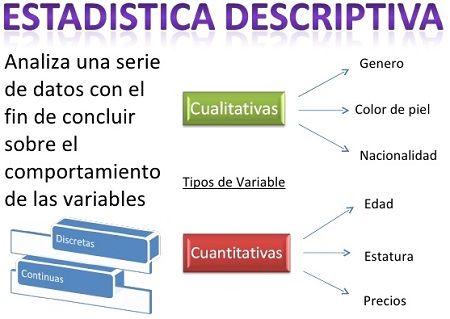 ESTADISTICA DESCRIPTIVA
Analiza una serie
de datos con el
fin de concluir
sobre el
comportamiento
de las variables
Discretas
Continuas
Tipos de Variable
Cualitativas
Genero
Color de piel
Nacionalidad
Cuantitativas
Edad
Estatura
Precios